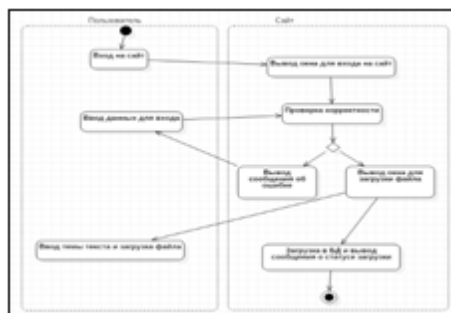 Пользователь
Сайт
Вход на сайт
Вывод окна для входа на сайт
Ввод данных для входа
Проверка корректности
Вывод
сообщения об
ошибке
Вывод окна для
загрузки файла
Ввод темы текста и загрузка файла
Загрузка в БД и вывод
сообщения о статусе загрузки